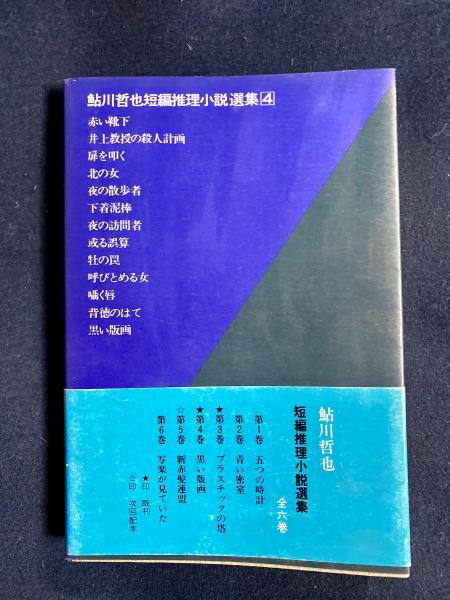 鮎川哲也短編推理小説選集4
赤い靴下
井上教授の殺人計画
扉を叩く
北の女
夜の散歩者
下着泥棒
夜の訪問者
或る誤算
牡の罠
呼びとめる女
囁く唇
背徳のはて
黒い版画
鮎川哲也
短編推理小説選集
全六巻
第1巻 五つの時計
第2巻 青い密室
★第3巻 プラスチックの塔
★第4巻 黒い版画
☆第5巻 新赤髪連盟
第6巻 写楽が見ていた
★印 既刊
☆印 次回配本